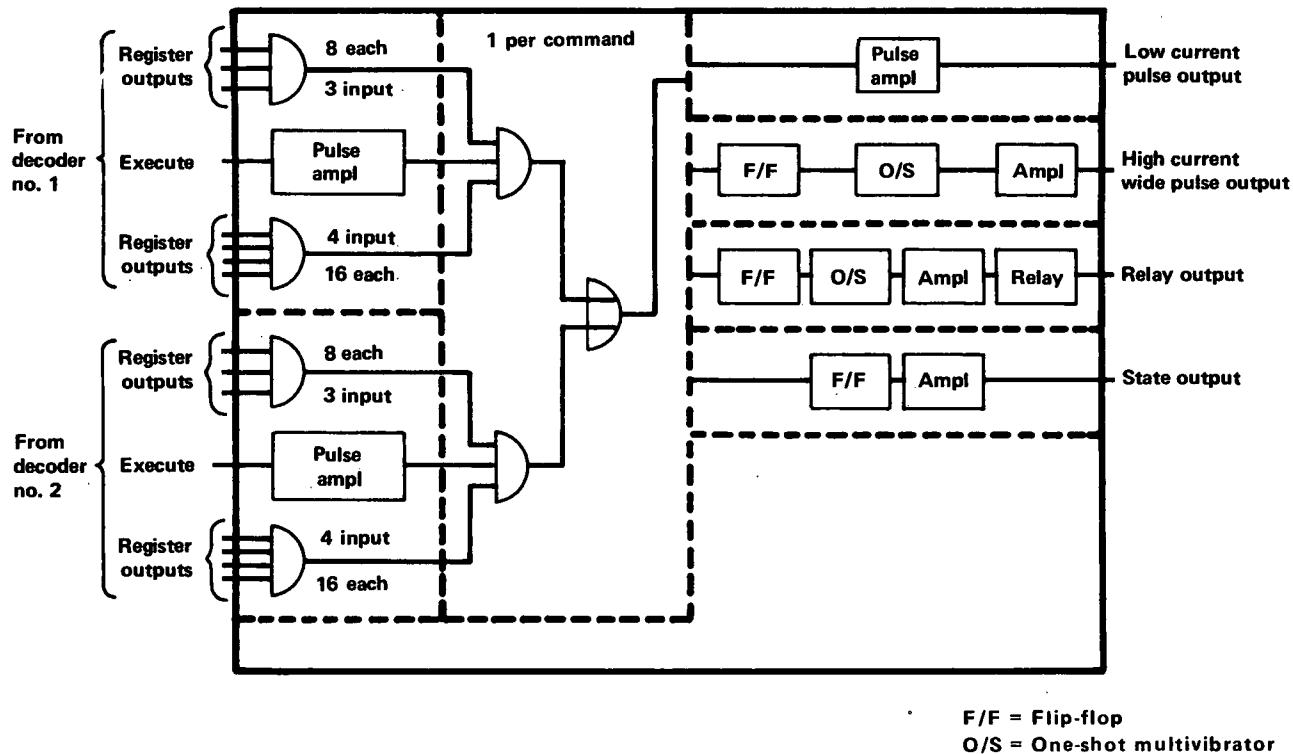 1 per command
From
decoder
no. 1
Register
outputs
8 each
3 input
Execute
Pulse
ampl
Register
outputs
4 input
16 each
From
decoder
no. 2
Register
outputs
8 each
3 input
Execute
Pulse
ampl
Register
outputs
4 input
16 each
Pulse
ampl
Low current
pulse output
F/F
O/S
Ampl
High current
wide pulse output
F/F
O/S
Ampl
Relay
Relay output
F/F
Ampl
State output
F/F = Flip-flop
O/S = One-shot multivibrator